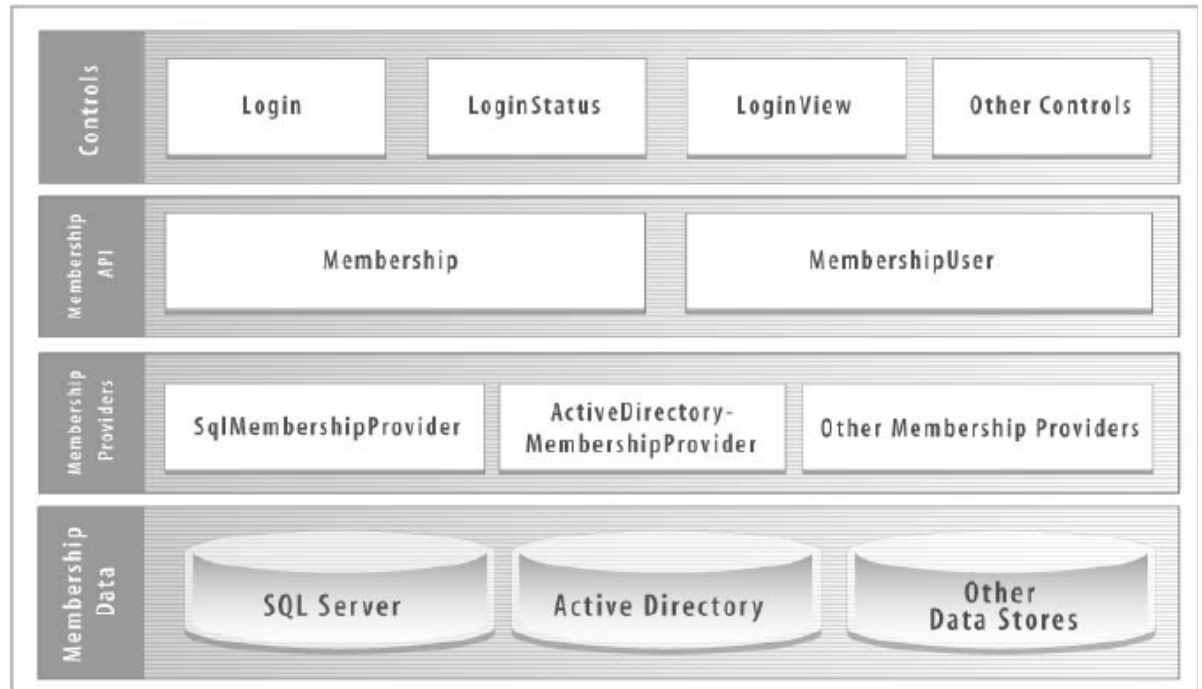 Controls
Login
LoginStatus
LoginView
Other Controls
Membership
API
Membership
MembershipUser
Membership
Providers
SqlMembershipProvider
ActiveDirectory-
MembershipProvider
Other Membership Providers
Membership
Data
SQL Server
Active Directory
Other
Data Stores